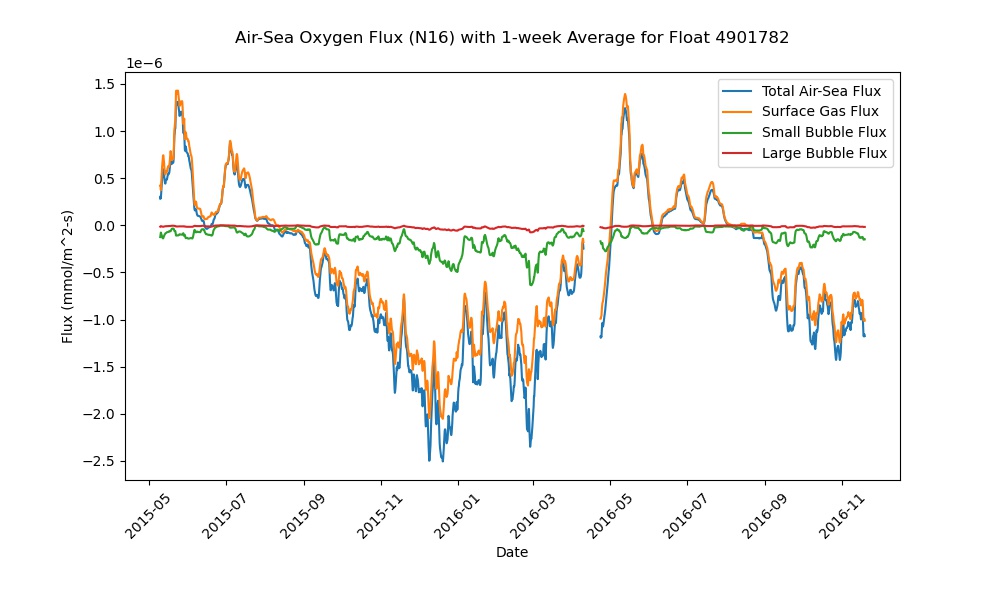 Air-Sea Oxygen Flux (N16) with 1-week Average for Float 4901782
1e−6
Total Air-Sea Flux
Surface Gas Flux
Small Bubble Flux
Large Bubble Flux
1.5
1.0
0.5
0.0
−0.5
−1.0
−1.5
−2.0
−2.5
Flux (mmol/m^2-s)
2015-05
2015-07
2015-09
2015-11
2016-01
2016-03
2016-05
2016-07
2016-09
2016-11
Date